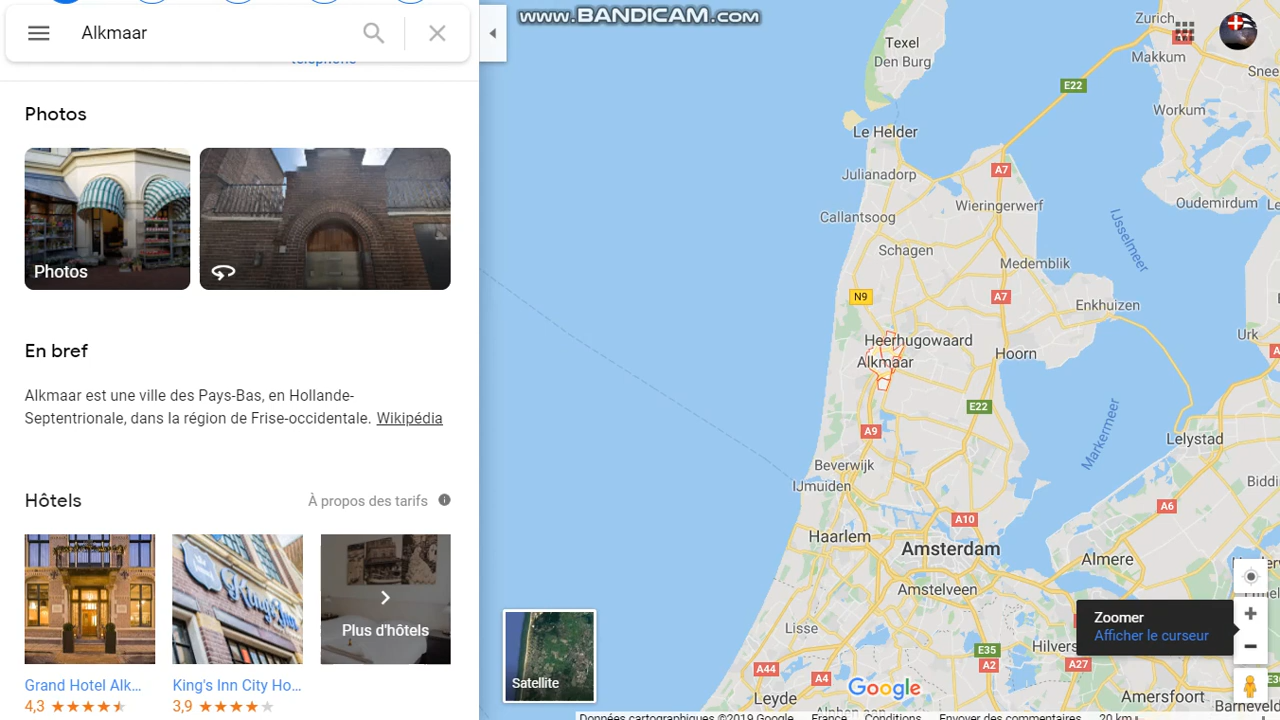 www.BANDICAM.com
Alkmaar
téléphone
Photos
Photos
En bref
Alkmaar est une ville des Pays-Bas, en Hollande-
Septentrionale, dans la région de Frise-occidentale. Wikipédia
Hôtels
À propos des tarifs
Plus d'hôtels
Grand Hotel Alk...
King's Inn City Ho...
4,3
3,9
King's Inn
Zurich
Texel
Den Burg
Makkum
Snee
E22
Workum
Le Helder
Julianadorp
A7
Wieringerwerf
Oudemirdum
Le
Callantsoog
IJsselmeer
Schagen
Medemblik
N9
A7
Enkhuizen
Urk
Heerhugowaard
Hoorn
A
Alkmaar
E22
Markermeer
A9
Lelystad
Beverwijk
IJmuiden
Biddi
A6
A10
Haarlem
Amsterdam
Almere
Amstelveen
Zoomer
Afficher le curseur
Lisse
E35
Hilvers
A2
A27
A44
A4
Leyde
Satellite
Google
Amersfoort
E30
Barneveld
Données cartographiques ©2019 Google
France
Conditions
Envoyer des commentaires
20 km